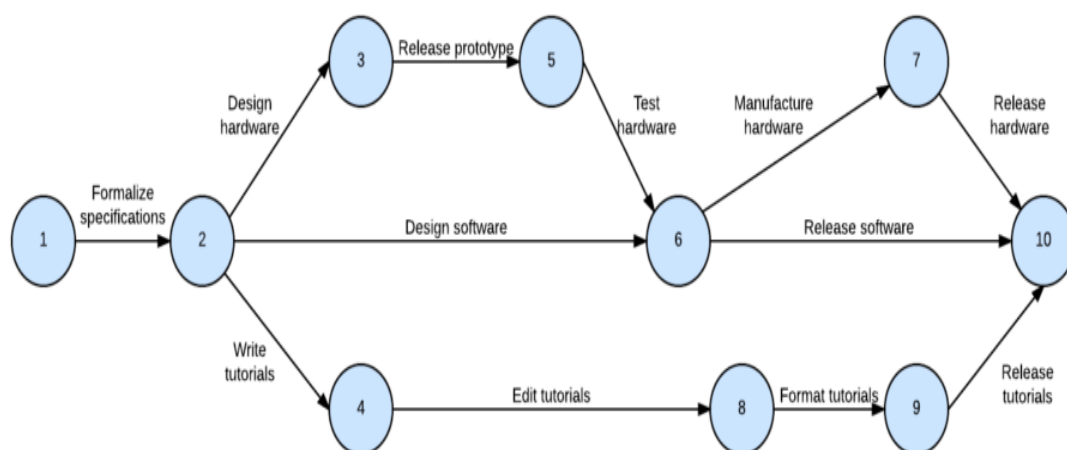 3
Release prototype
5
7
Design
hardware
Test
hardware
Manufacture
hardware
Release
hardware
Formalize
specifications
1
2
Design software
6
Release software
10
Write
tutorials
4
Edit tutorials
8
Format tutorials
9
Release
tutorials